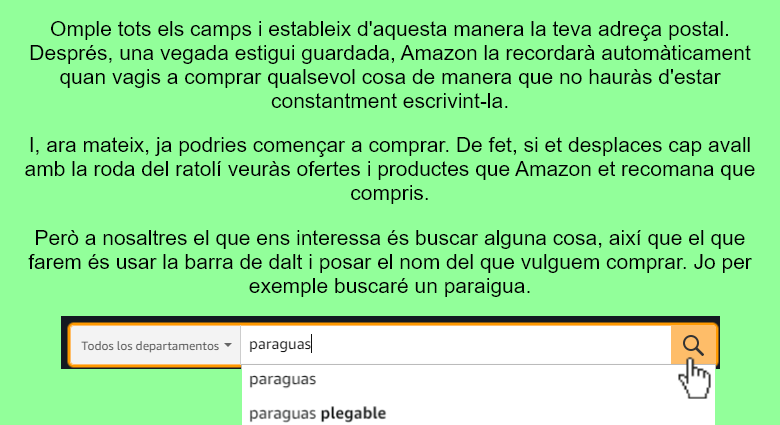 Omple tots els camps i estableix d'aquesta manera la teva adreça postal.
Després, una vegada estigui guardada, Amazon la recordarà automàticament
quan vagis a comprar qualsevol cosa de manera que no hauràs d'estar
constantment escrivint-la.
I, ara mateix, ja podries començar a comprar. De fet, si et desplaces cap avall
amb la roda del ratolí veuràs ofertes i productes que Amazon et recomana que
compris.
Però a nosaltres el que ens interessa és buscar alguna cosa, així que el que
farem és usar la barra de dalt i posar el nom del que vulguem comprar. Jo per
exemple buscaré un paraigua.
Todos los departamentos paraguas
paraguas
paraguas plegable